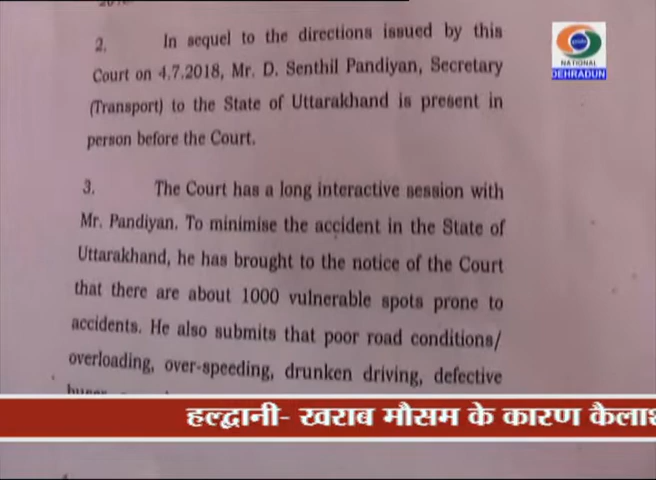 2. In sequel to the directions issued by this
Court on 4.7.2018, Mr. D. Senthil Pandiyan, Secretary
(Transport) to the State of Uttarakhand is present in
person before the Court.
3. The Court has a long interactive session with
Mr. Pandiyan. To minimise the accident in the State of
Uttarakhand, he has brought to the notice of the Court
that there are about 1000 vulnerable spots prone to
accidents. He also submits that poor road conditions/
overloading, over-speeding, drunken driving, defective
NATIONAL
DEHRADUN
हल्द्वानी- खराब मौसम के कारण कैलाश